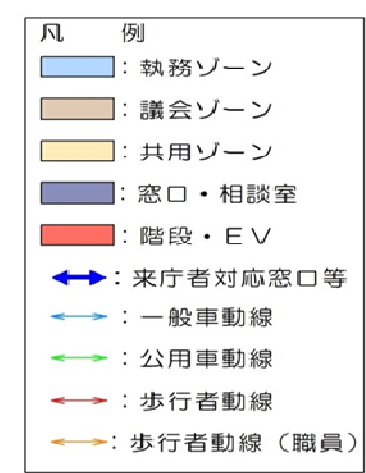 凡　例
：執務ゾーン
：議会ゾーン
：共用ゾーン
：窓口・相談室
：階段・ＥＶ
：来庁者対応窓口等
：一般車動線
：公用車動線
：歩行者動線
：歩行者動線（職員）